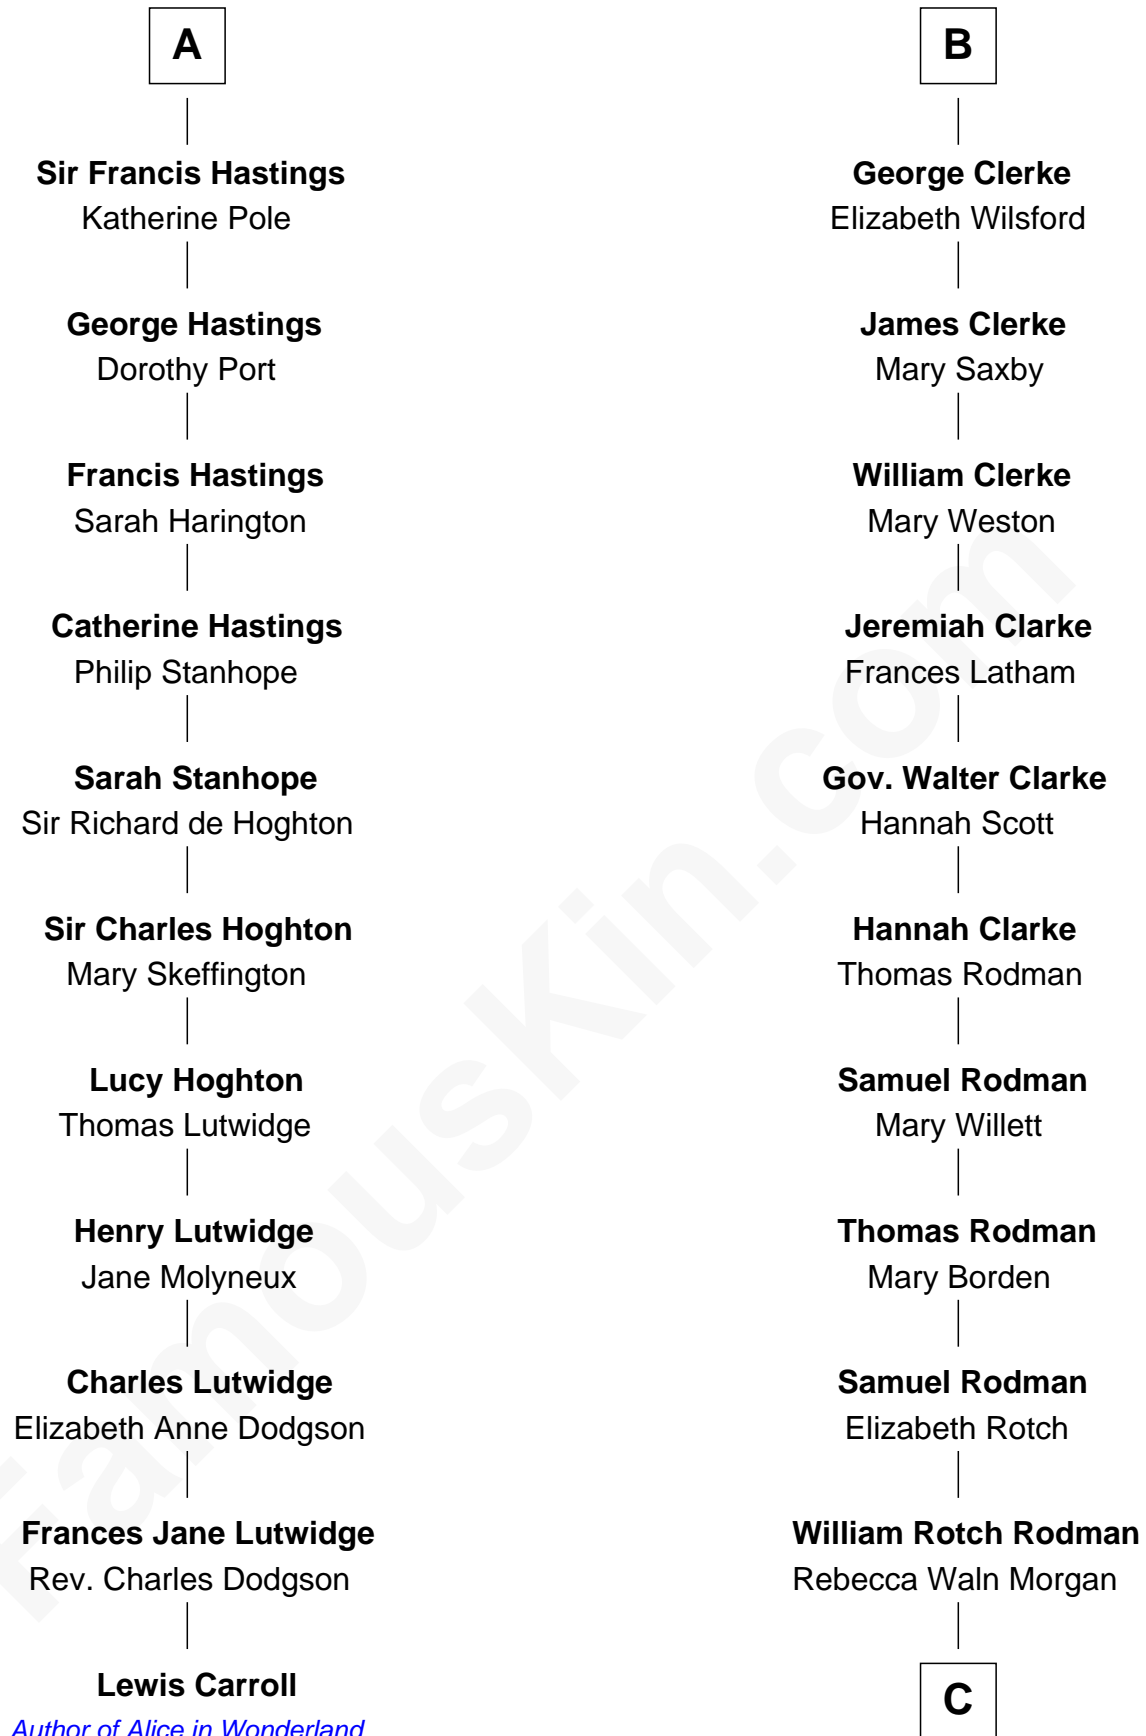 A
Sir Francis Hastings
Katherine Pole
George Hastings
Dorothy Port
Francis Hastings
Sarah Harington
Catherine Hastings
Philip Stanhope
Sarah Stanhope
Sir Richard de Hoghton
Sir Charles Hoghton
Mary Skeffington
Lucy Hoghton
Thomas Lutwidge
Henry Lutwidge
Jane Molyneux
Charles Lutwidge
Elizabeth Anne Dodgson
Frances Jane Lutwidge
Rev. Charles Dodgson
Lewis Carroll
Author of Alice in Wonderland
B
George Clerke
Elizabeth Wilsford
James Clerke
Mary Saxby
William Clerke
Mary Weston
Jeremiah Clarke
Frances Latham
Gov. Walter Clarke
Hannah Scott
Hannah Clarke
Thomas Rodman
Samuel Rodman
Mary Willett
Thomas Rodman
Mary Borden
Samuel Rodman
Elizabeth Rotch
William Rotch Rodman
Rebecca Waln Morgan
C
FamousKin.com